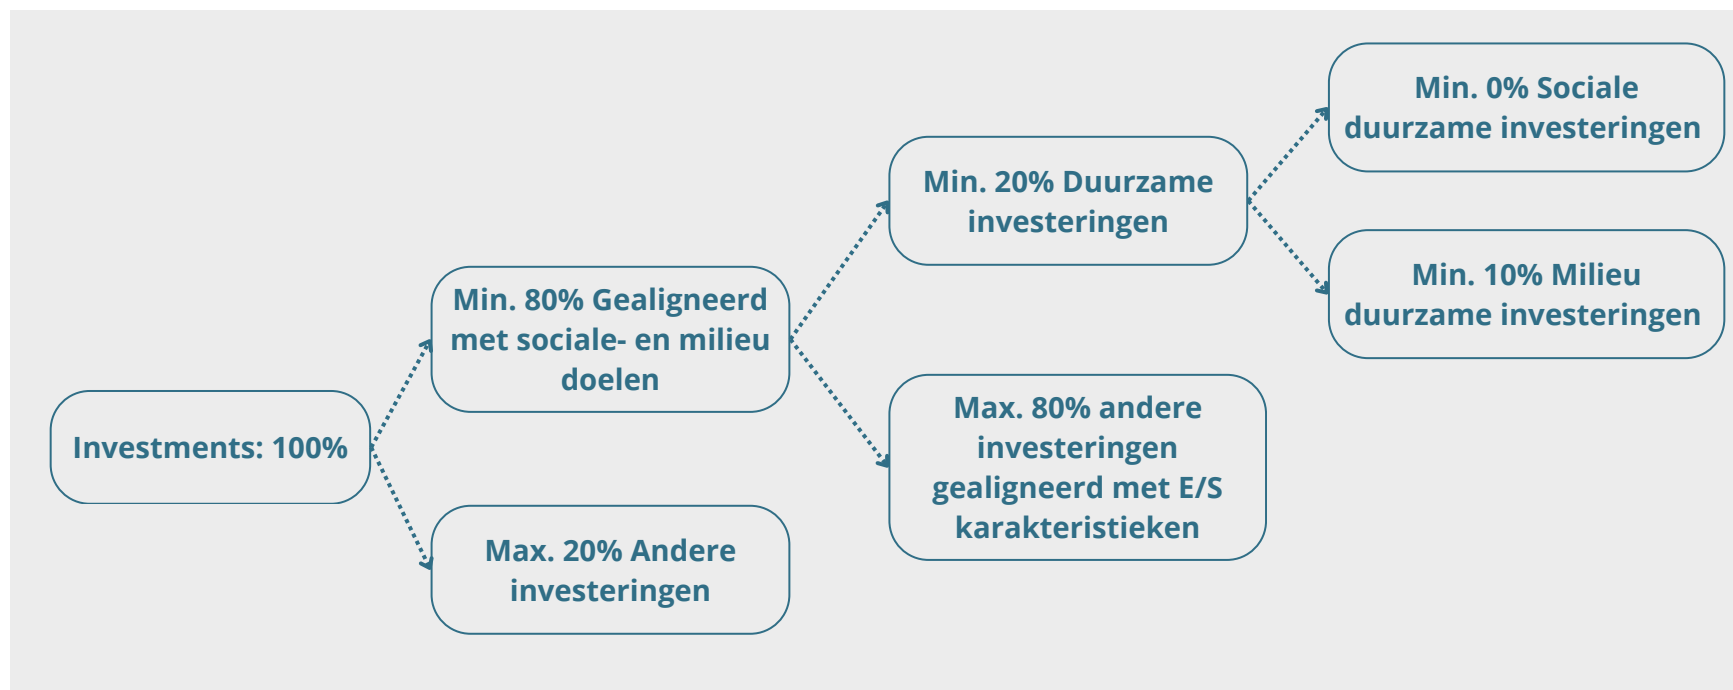 Investments: 100%
Min. 80% Gealigneerd
met sociale- en milieu
doelen
Max. 20% Andere
investeringen
Min. 20% Duurzame
investeringen
Max. 80% andere
investeringen
gealigneerd met E/S
karakteristieken
Min. 0% Sociale
duurzame investeringen
Min. 10% Milieu
duurzame investeringen